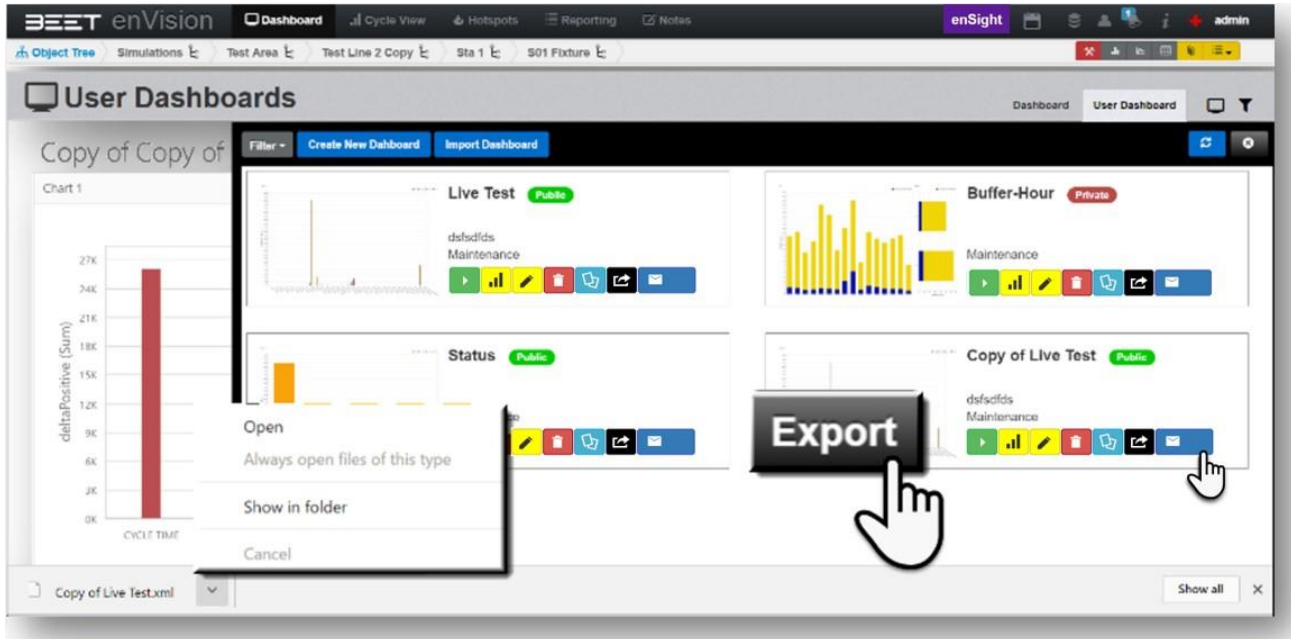 BEET enVision Dashboard Cycle View Hotspots Reporting Notes enSight i admin
Object Tree Simulations Test Area Test Line 2 Copy Sta 1 S01 Fixture
User Dashboards Dashboard User Dashboard
Copy of Copy of
Filter Create New Dahboard Import Dashboard
Chart 1
Live Test Public
dsfsdfds
Maintenance
Buffer-Hour Private
Maintenance
27K
24K
21K
18K
15K
12K
9K
6K
3K
0K
deltaPositive (Sum)
CYCLE TIME
Status Public
Copy of Live Test Public
dsfsdfds
Maintenance
Export
Open
Always open files of this type
Show in folder
Cancel
Copy of Live Test.xml Show all